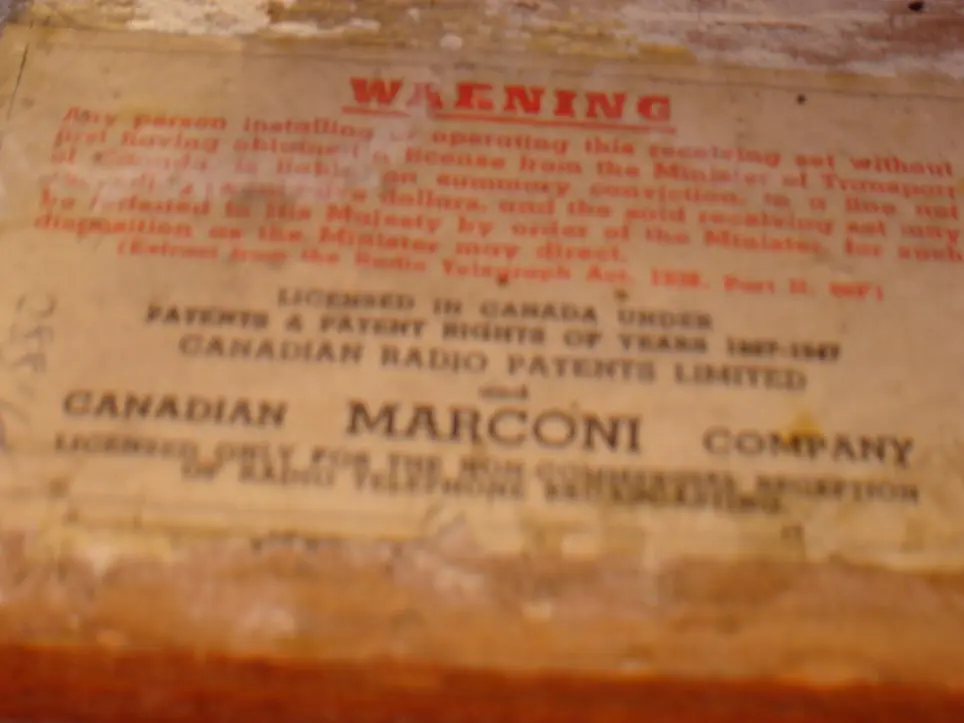 WARNING
Any person installing or operating this receiving set without
first having obtained a license from the Minister of Transport
of Canada is liable, on summary conviction, to a fine not
dollars, and the said receiving set may
be forfeited to His Majesty by order of the Minister, for such
disposition as the Minister may direct.
(Extract from the Radio Telegraph Act, Part II.
LICENSED IN CANADA UNDER
PATENTS & PATENT RIGHTS OF YEARS
CANADIAN RADIO PATENTS LIMITED
and
CANADIAN MARCONI COMPANY
LICENSED ONLY FOR THE NON-COMMERCIAL RECEPTION
OF RADIO TELEPHONE BROADCASTING.